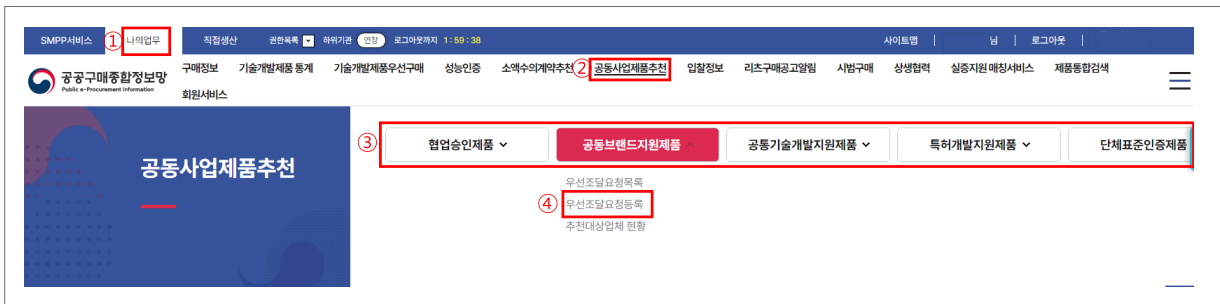 SMPP서비스 ① 나의업무 직접생산 권한목록 하위기관 연장 로그아웃까지 1:59:38 사이트맵 | 님 | 로그아웃 |
공공구매종합정보망
Public e-Procurement information
구매정보 기술개발제품 통계 기술개발제품우선구매 성능인증 소액수의계약추천 ② 공동사업제품추천 입찰정보 리츠구매공고알림 시범구매 상생협력 실증지원 매칭서비스 제품통합검색
회원서비스
공동사업제품추천
③ 협업승인제품 공동브랜드지원제품 공통기술개발지원제품 특허개발지원제품 단체표준인증제품
우선조달요청목록
④ 우선조달요청등록
추천대상업체 현황